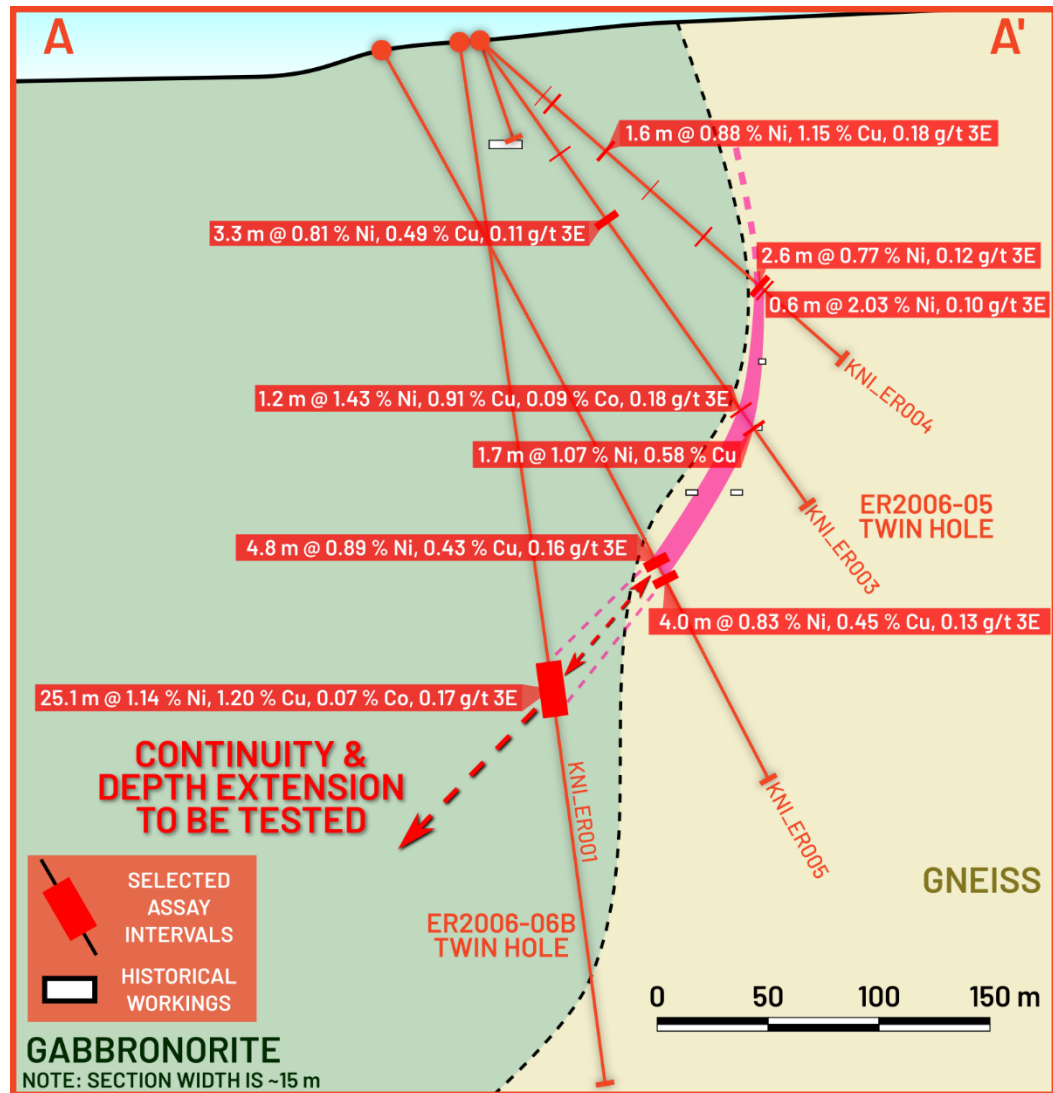 A
A'
1.6 m @ 0.88 % Ni, 1.15 % Cu, 0.18 g/t 3E
3.3 m @ 0.81 % Ni, 0.49 % Cu, 0.11 g/t 3E
2.6 m @ 0.77 % Ni, 0.12 g/t 3E
0.6 m @ 2.03 % Ni, 0.10 g/t 3E
KNI_ER004
1.2 m @ 1.43 % Ni, 0.91 % Cu, 0.09 % Co, 0.18 g/t 3E
1.7 m @ 1.07 % Ni, 0.58 % Cu
ER2006-05
TWIN HOLE
KNI_ER003
4.8 m @ 0.89 % Ni, 0.43 % Cu, 0.16 g/t 3E
4.0 m @ 0.83 % Ni, 0.45 % Cu, 0.13 g/t 3E
25.1 m @ 1.14 % Ni, 1.20 % Cu, 0.07 % Co, 0.17 g/t 3E
CONTINUITY &
DEPTH EXTENSION
TO BE TESTED
KNI_ER001
KNI_ER005
GNEISS
SELECTED
ASSAY
INTERVALS
HISTORICAL
WORKINGS
ER2006-06B
TWIN HOLE
0 50 100 150 m
GABBRONORITE
NOTE: SECTION WIDTH IS ~15 m